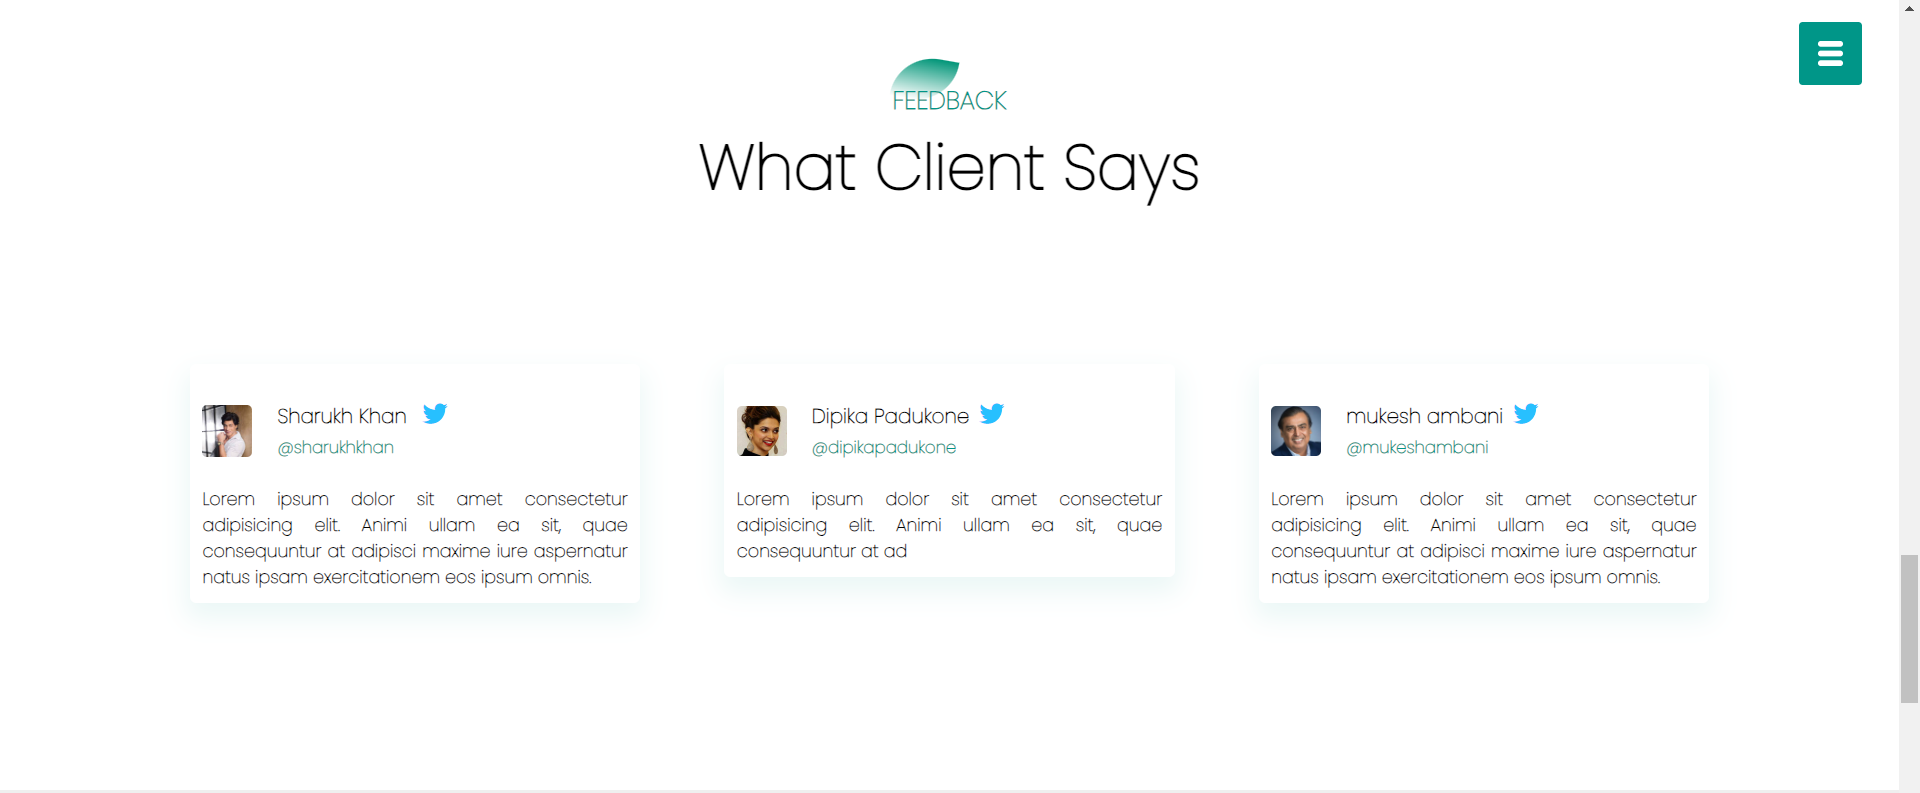 FEEDBACK
What Client Says
Sharukh Khan
@sharukhkhan
Lorem ipsum dolor sit amet consectetur
adipisicing elit. Animi ullam ea sit, quae
consequuntur at adipisci maxime iure aspernatur
natus ipsam exercitationem eos ipsum omnis.
Dipika Padukone
@dipikapadukone
Lorem ipsum dolor sit amet consectetur
adipisicing elit. Animi ullam ea sit, quae
consequuntur at ad
mukesh ambani
@mukeshambani
Lorem ipsum dolor sit amet consectetur
adipisicing elit. Animi ullam ea sit, quae
consequuntur at adipisci maxime iure aspernatur
natus ipsam exercitationem eos ipsum omnis.